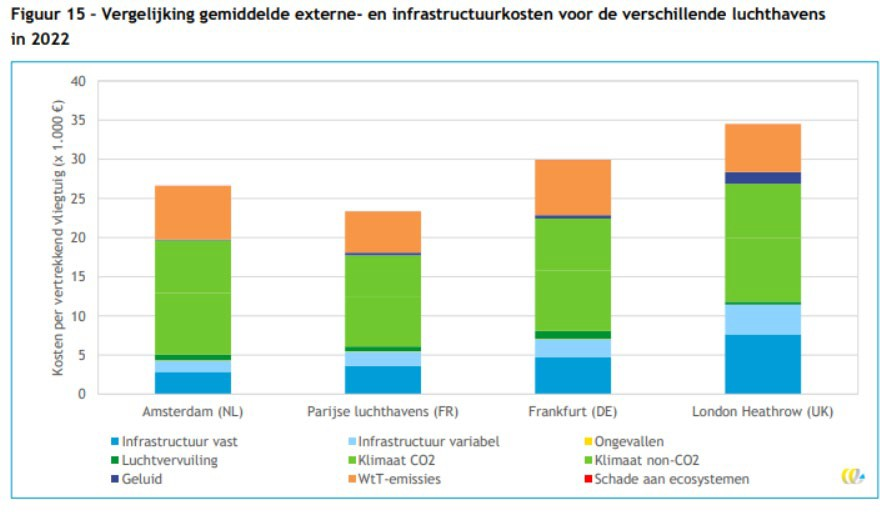 Figuur 15 – Vergelijking gemiddelde externe- en infrastructuurkosten voor de verschillende luchthavens
in 2022
Kosten per vertrekkend vliegtuig (x 1.000 €)
40
35
30
25
20
15
10
5
0
Amsterdam (NL) Parijse luchthavens (FR) Frankfurt (DE) London Heathrow (UK)
Infrastructuur vast Infrastructuur variabel Ongevallen
Luchtvervuiling Klimaat CO2 Klimaat non-CO2
Geluid WtT-emissies Schade aan ecosystemen